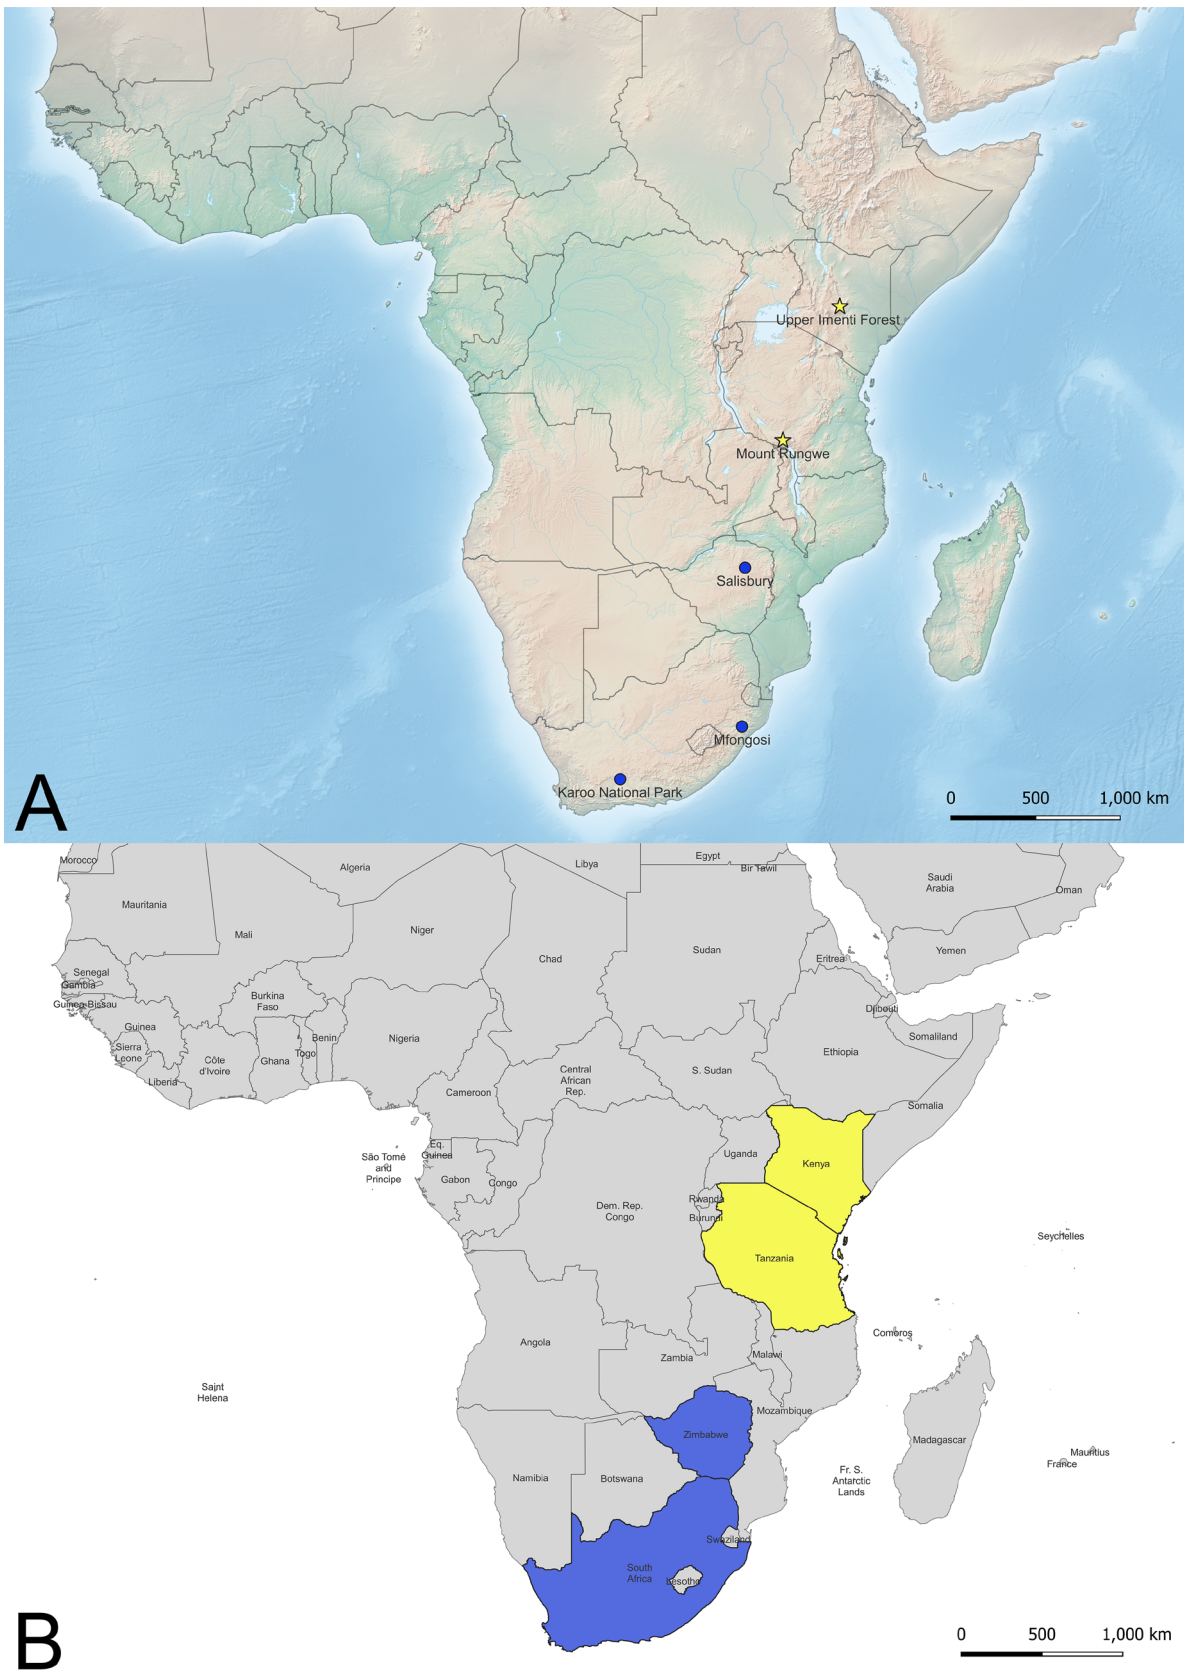 Upper Imenti Forest
Mount Rungwe
Salisbury
Mfongosi
Karoo National Park
A
0 500 1,000 km
Morocco
Algeria
Libya
Egypt
Bir Tawil
Saudi
Arabia
Oman
Mauritania
Mali
Niger
Chad
Sudan
Eritrea
Yemen
Senegal
Gambia
Guinea-Bissau
Guinea
Sierra
Leone
Liberia
Côte
d'Ivoire
Burkina
Faso
Ghana
Togo
Benin
Nigeria
Cameroon
Central
African
Rep.
S. Sudan
Ethiopia
Djibouti
Somaliland
Somalia
São Tomé
and
Principe
Eq.
Guinea
Gabon
Congo
Dem. Rep.
Congo
Uganda
Kenya
Rwanda
Burundi
Tanzania
Seychelles
Comoros
Angola
Zambia
Malawi
Mozambique
Saint
Helena
Zimbabwe
Namibia
Botswana
Madagascar
Mauritius
France
Fr. S.
Antarctic
Lands
Swaziland
South
Africa
Lesotho
B
0 500 1,000 km